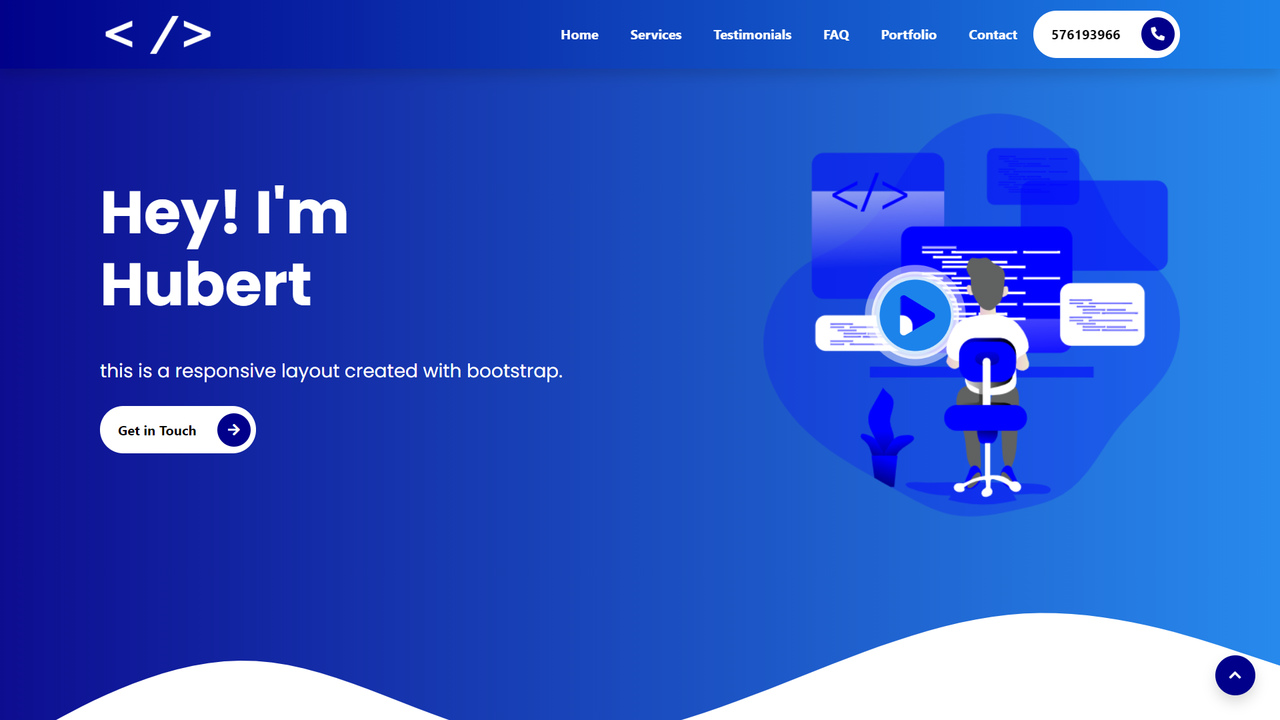 < />
Home Services Testimonials FAQ Portfolio Contact 576193966
</>
Hey! I'm
Hubert
this is a responsive layout created with bootstrap.
Get in Touch